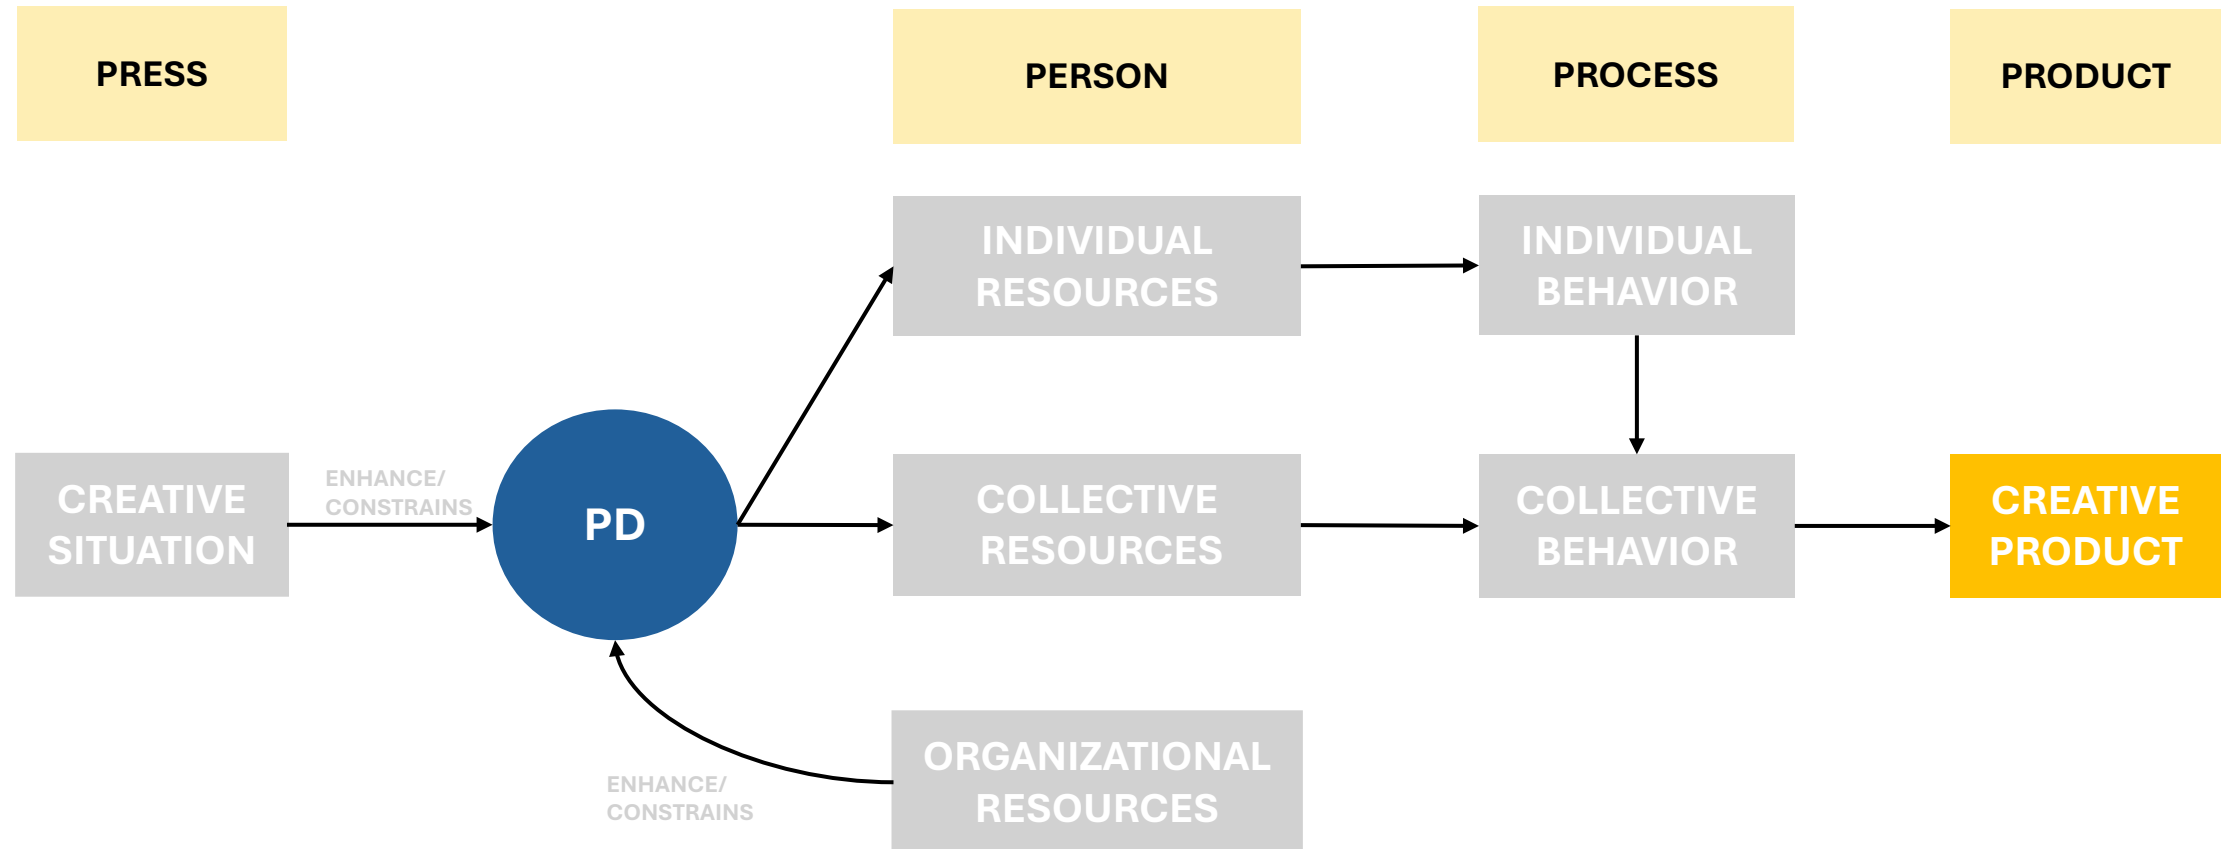 PRESS
PERSON
PROCESS
PRODUCT
INDIVIDUAL
RESOURCES
INDIVIDUAL
BEHAVIOR
CREATIVE
SITUATION
ENHANCE/
CONSTRAINS
PD
COLLECTIVE
RESOURCES
COLLECTIVE
BEHAVIOR
CREATIVE
PRODUCT
ENHANCE/
CONSTRAINS
ORGANIZATIONAL
RESOURCES